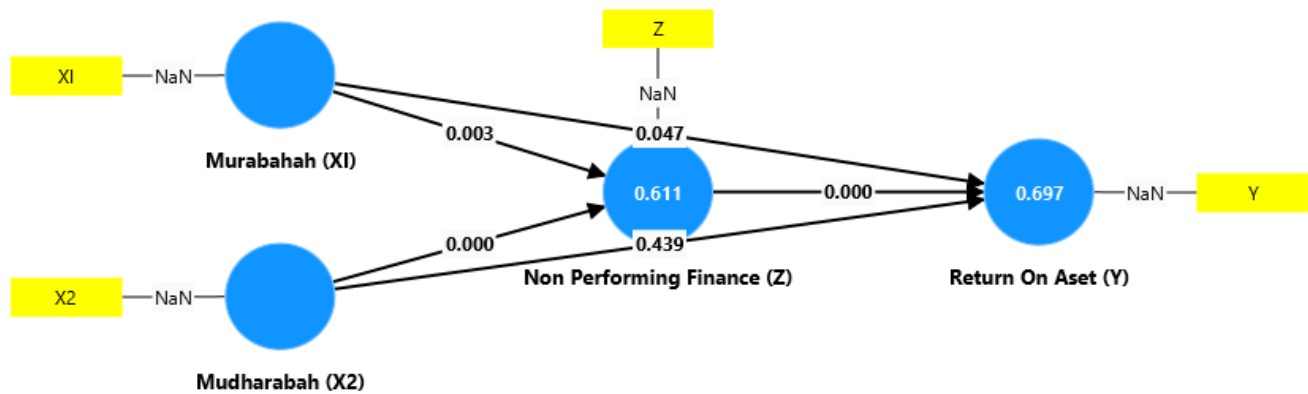 Z
XI
NaN
NaN
0.003
0.047
Murabahah (XI)
0.611
0.000
0.697
NaN
Y
0.000
0.439
X2
NaN
Non Performing Finance (Z)
Return On Aset (Y)
Mudharabah (X2)